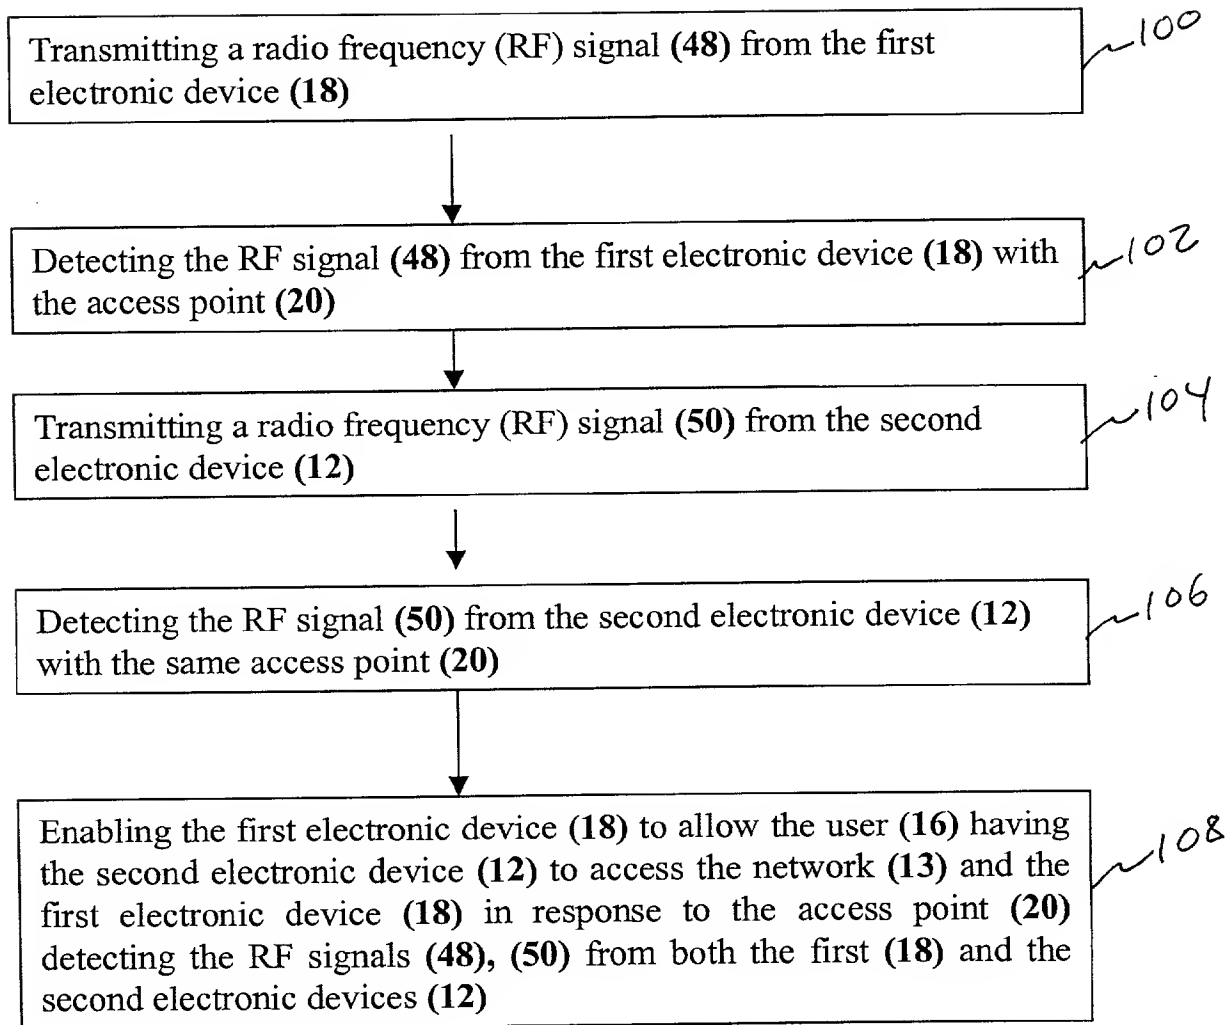 Transmitting a radio frequency (RF) signal (48) from the first
electronic device (18)
100
Detecting the RF signal (48) from the first electronic device (18) with
the access point (20)
102
Transmitting a radio frequency (RF) signal (50) from the second
electronic device (12)
104
Detecting the RF signal (50) from the second electronic device (12)
with the same access point (20)
106
Enabling the first electronic device (18) to allow the user (16) having
the second electronic device (12) to access the network (13) and the
first electronic device (18) in response to the access point (20)
detecting the RF signals (48), (50) from both the first (18) and the
second electronic devices (12)
108